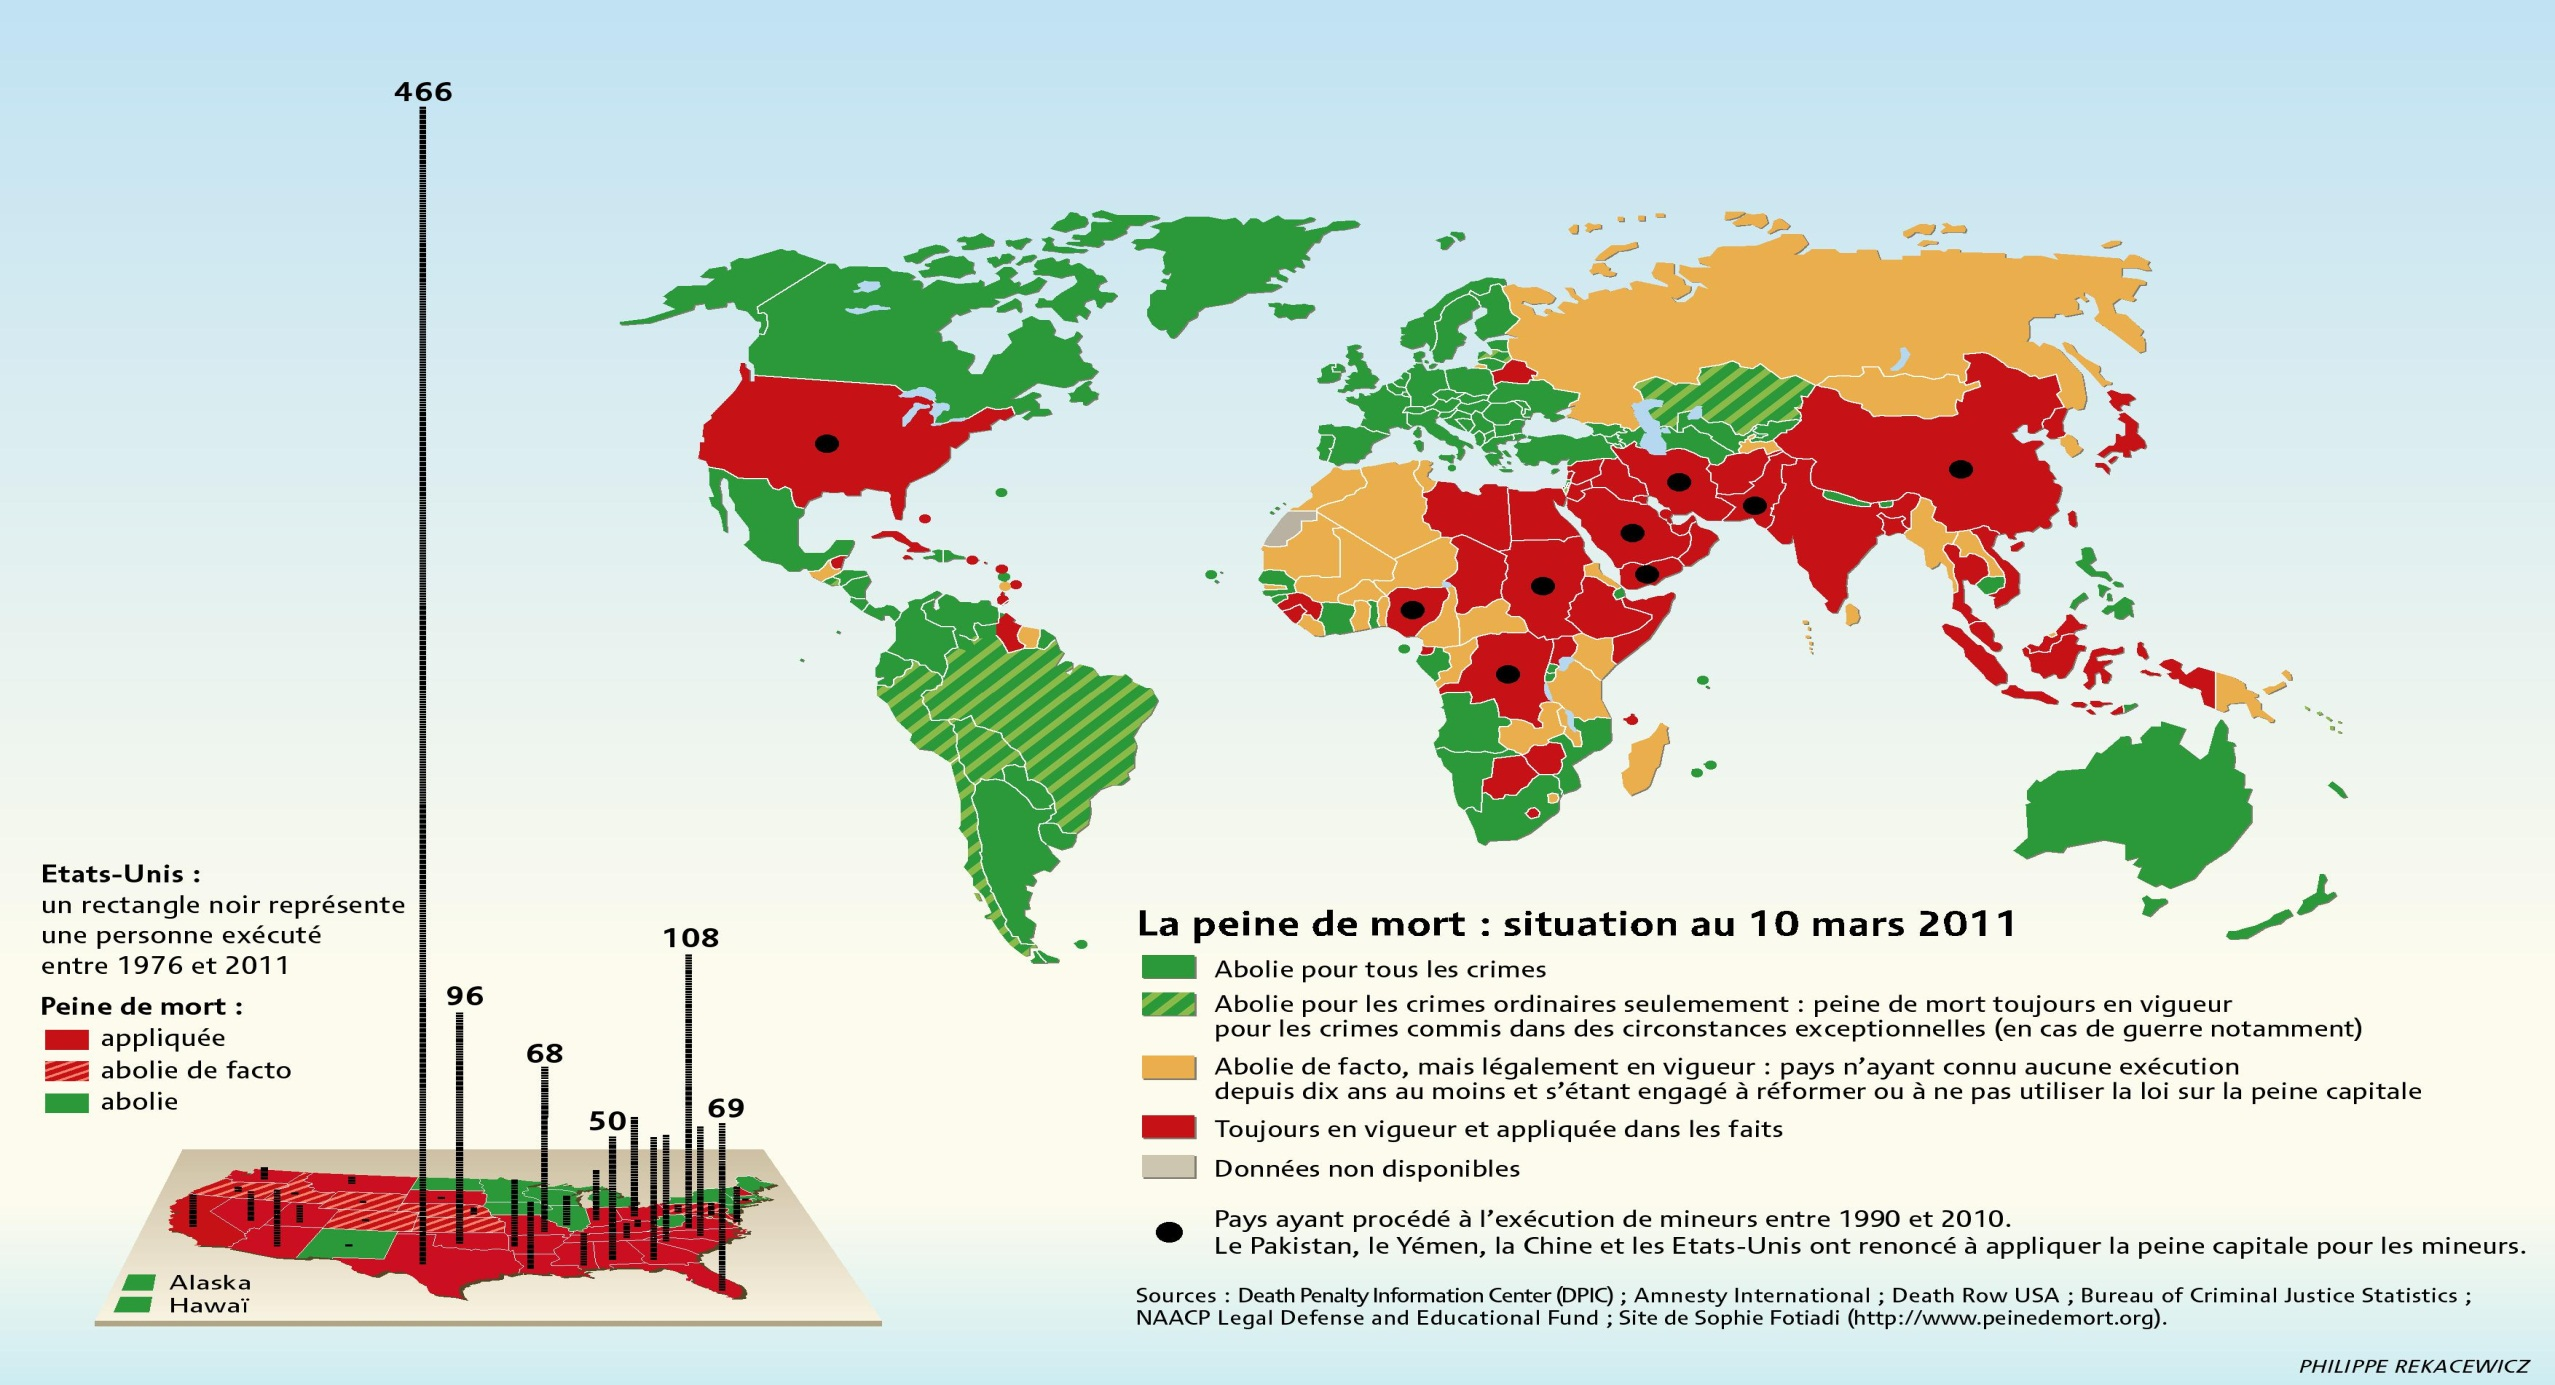 466
Etats-Unis :
un rectangle noir représente
une personne exécuté
entre 1976 et 2011
Peine de mort :
appliquée
abolie de facto
abolie
96
68
50
108
69
Alaska
Hawaï
La peine de mort : situation au 10 mars 2011
Abolie pour tous les crimes
Abolie pour les crimes ordinaires seulemement : peine de mort toujours en vigueur
pour les crimes commis dans des circonstances exceptionnelles (en cas de guerre notamment)
Abolie de facto, mais légalement en vigueur : pays n’ayant connu aucune exécution
depuis dix ans au moins et s’étant engagé à réformer ou à ne pas utiliser la loi sur la peine capitale
Toujours en vigueur et appliquée dans les faits
Données non disponibles
Pays ayant procédé à l’exécution de mineurs entre 1990 et 2010.
Le Pakistan, le Yémen, la Chine et les Etats-Unis ont renoncé à appliquer la peine capitale pour les mineurs.
Sources : Death Penalty Information Center (DPIC) ; Amnesty International ; Death Row USA ; Bureau of Criminal Justice Statistics ;
NAACP Legal Defense and Educational Fund ; Site de Sophie Fotiadi (http://www.peinedemort.org).
PHILIPPE REKACEWICZ